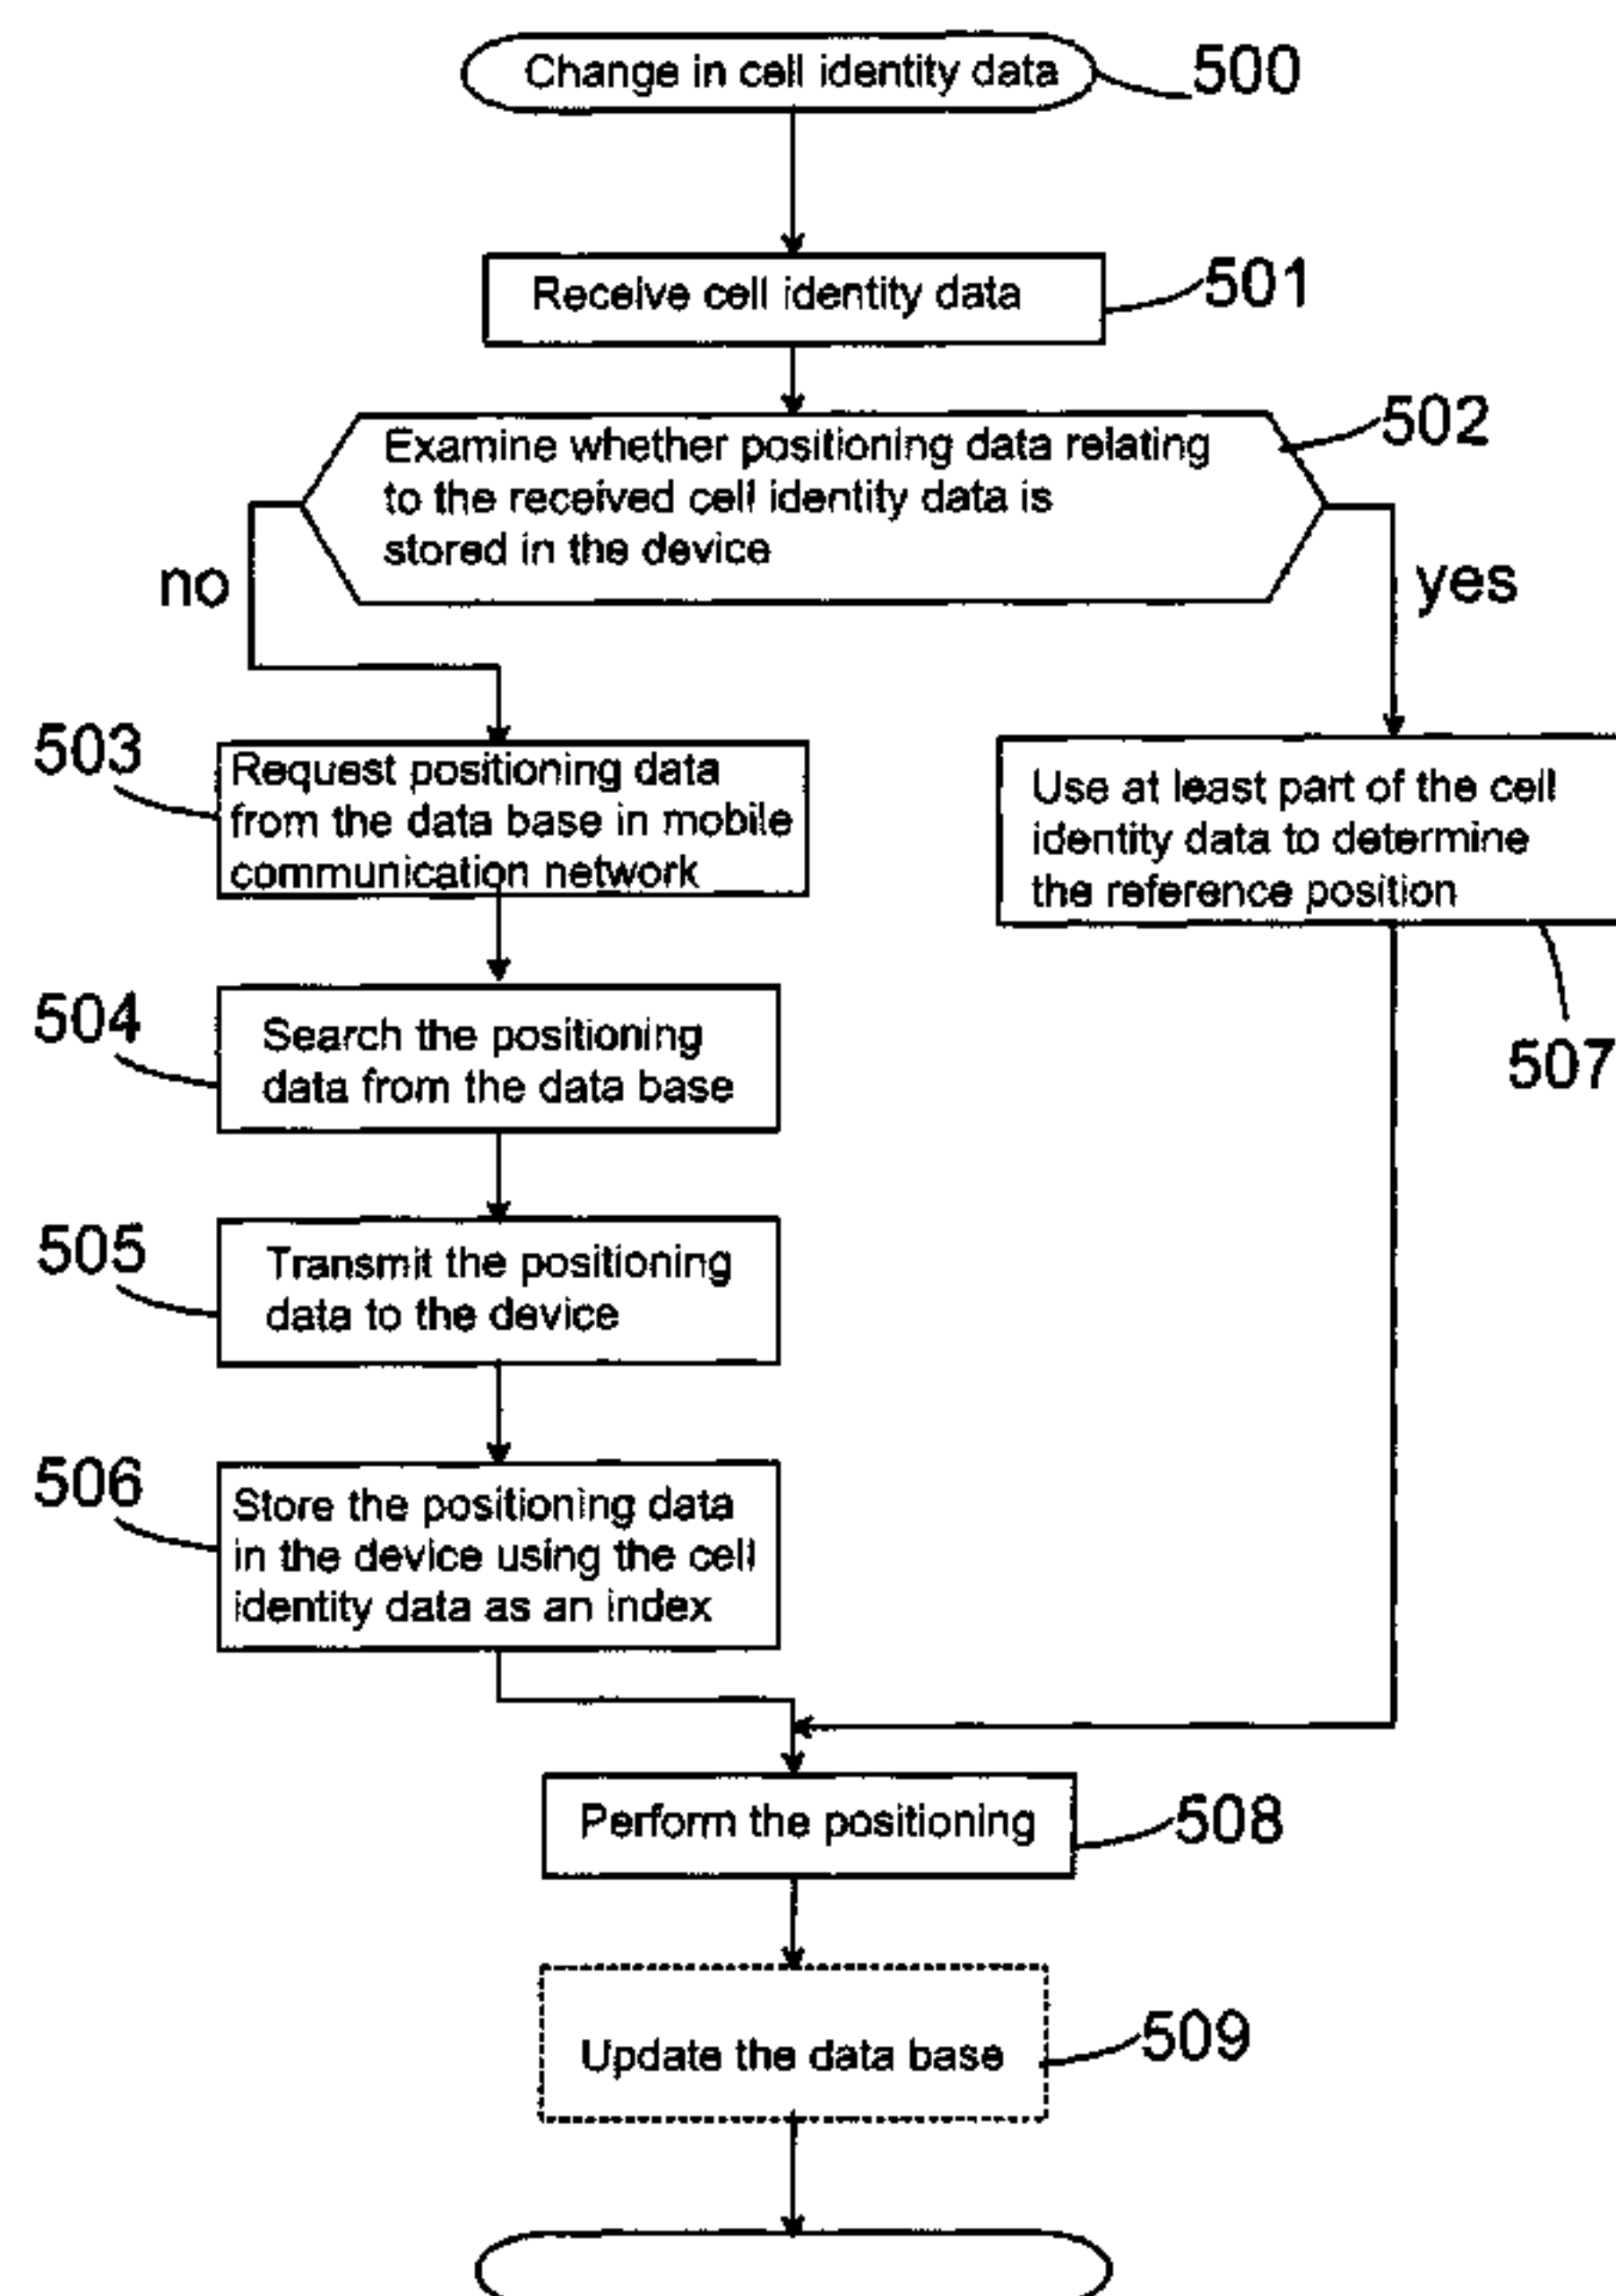 Change in cell identity data
500
Receive cell identity data
501
Examine whether positioning data relating
to the received cell identity data is
stored in the device
502
no
yes
503
Request positioning data
from the data base in mobile
communication network
Use at least part of the cell
identity data to determine
the reference position
507
504
Search the positioning
data from the data base
505
Transmit the positioning
data to the device
506
Store the positioning data
in the device using the cell
identity data as an index
Perform the positioning
508
Update the data base
509